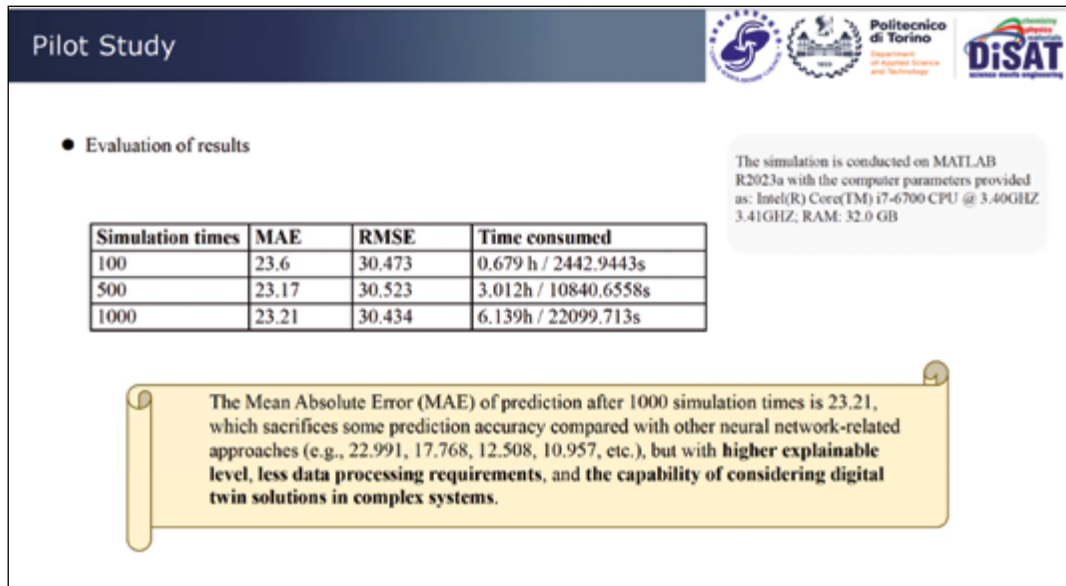 Pilot Study
Politecnico
di Torino
Department
of Applied Science
and Technology
chemistry
physics
materials
DiSAT
science meets engineering
Evaluation of results
The simulation is conducted on MATLAB
R2023a with the computer parameters provided
as: Intel(R) Core(TM) i7-6700 CPU @ 3.40GHZ
3.41GHZ; RAM: 32.0 GB
Simulation times MAE RMSE Time consumed
100 23.6 30.473 0.679 h / 2442.9443s
500 23.17 30.523 3.012h / 10840.6558s
1000 23.21 30.434 6.139h / 22099.713s
The Mean Absolute Error (MAE) of prediction after 1000 simulation times is 23.21,
which sacrifices some prediction accuracy compared with other neural network-related
approaches (e.g., 22.991, 17.768, 12.508, 10.957, etc.), but with higher explainable
level, less data processing requirements, and the capability of considering digital
twin solutions in complex systems.